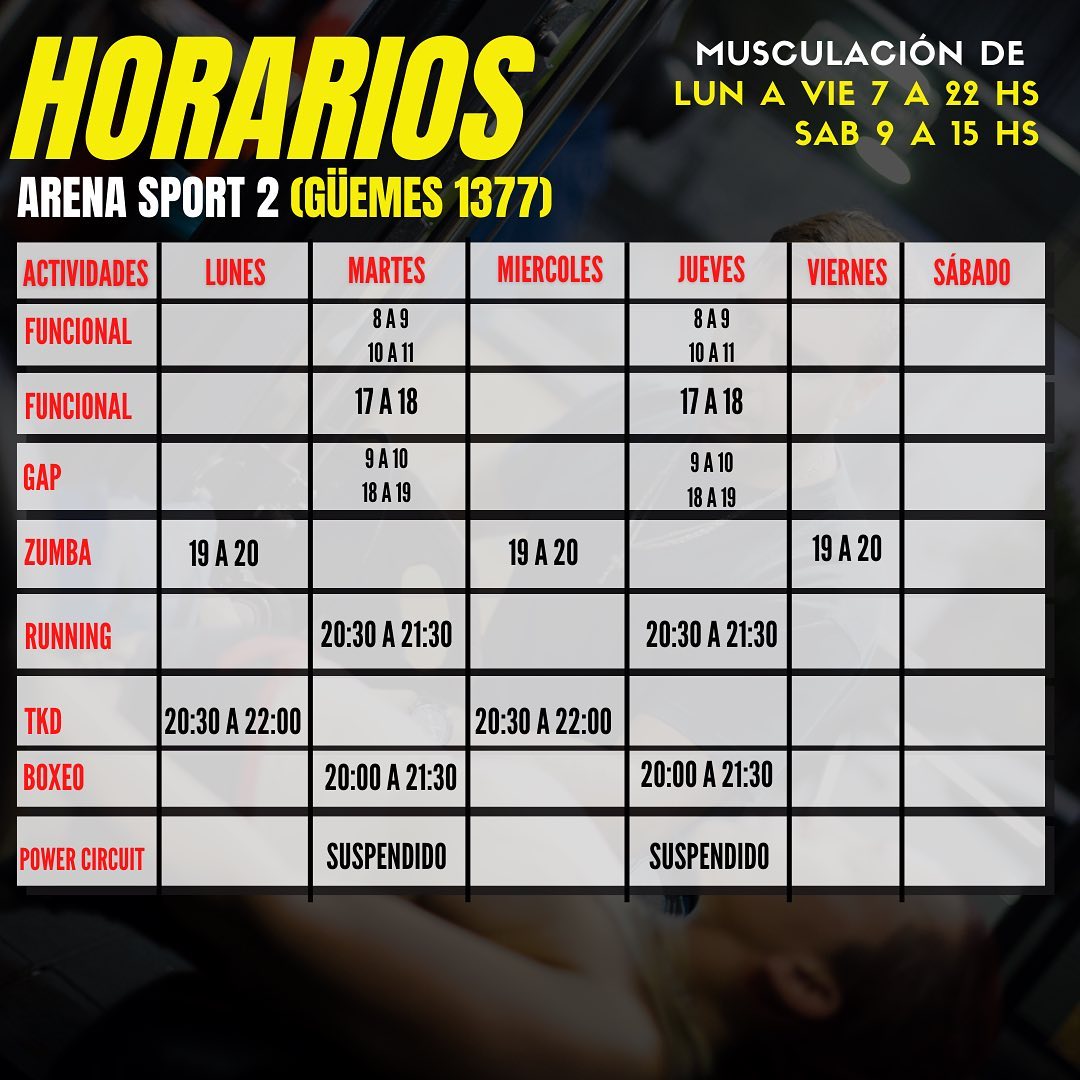 HORARIOS
ARENA SPORT 2 (GÜEMES 1377)
MUSCULACIÓN DE
LUN A VIE 7 A 22 HS
SAB 9 A 15 HS
ACTIVIDADES LUNES MARTES MIERCOLES JUEVES VIERNES SÁBADO
FUNCIONAL 8 A 9 8 A 9
10 A 11 10 A 11
FUNCIONAL 17 A 18 17 A 18
GAP 9 A 10 9 A 10
18 A 19 18 A 19
ZUMBA 19 A 20 19 A 20 19 A 20
RUNNING 20:30 A 21:30 20:30 A 21:30
TKD 20:30 A 22:00 20:30 A 22:00
BOXEO 20:00 A 21:30 20:00 A 21:30
POWER CIRCUIT SUSPENDIDO SUSPENDIDO